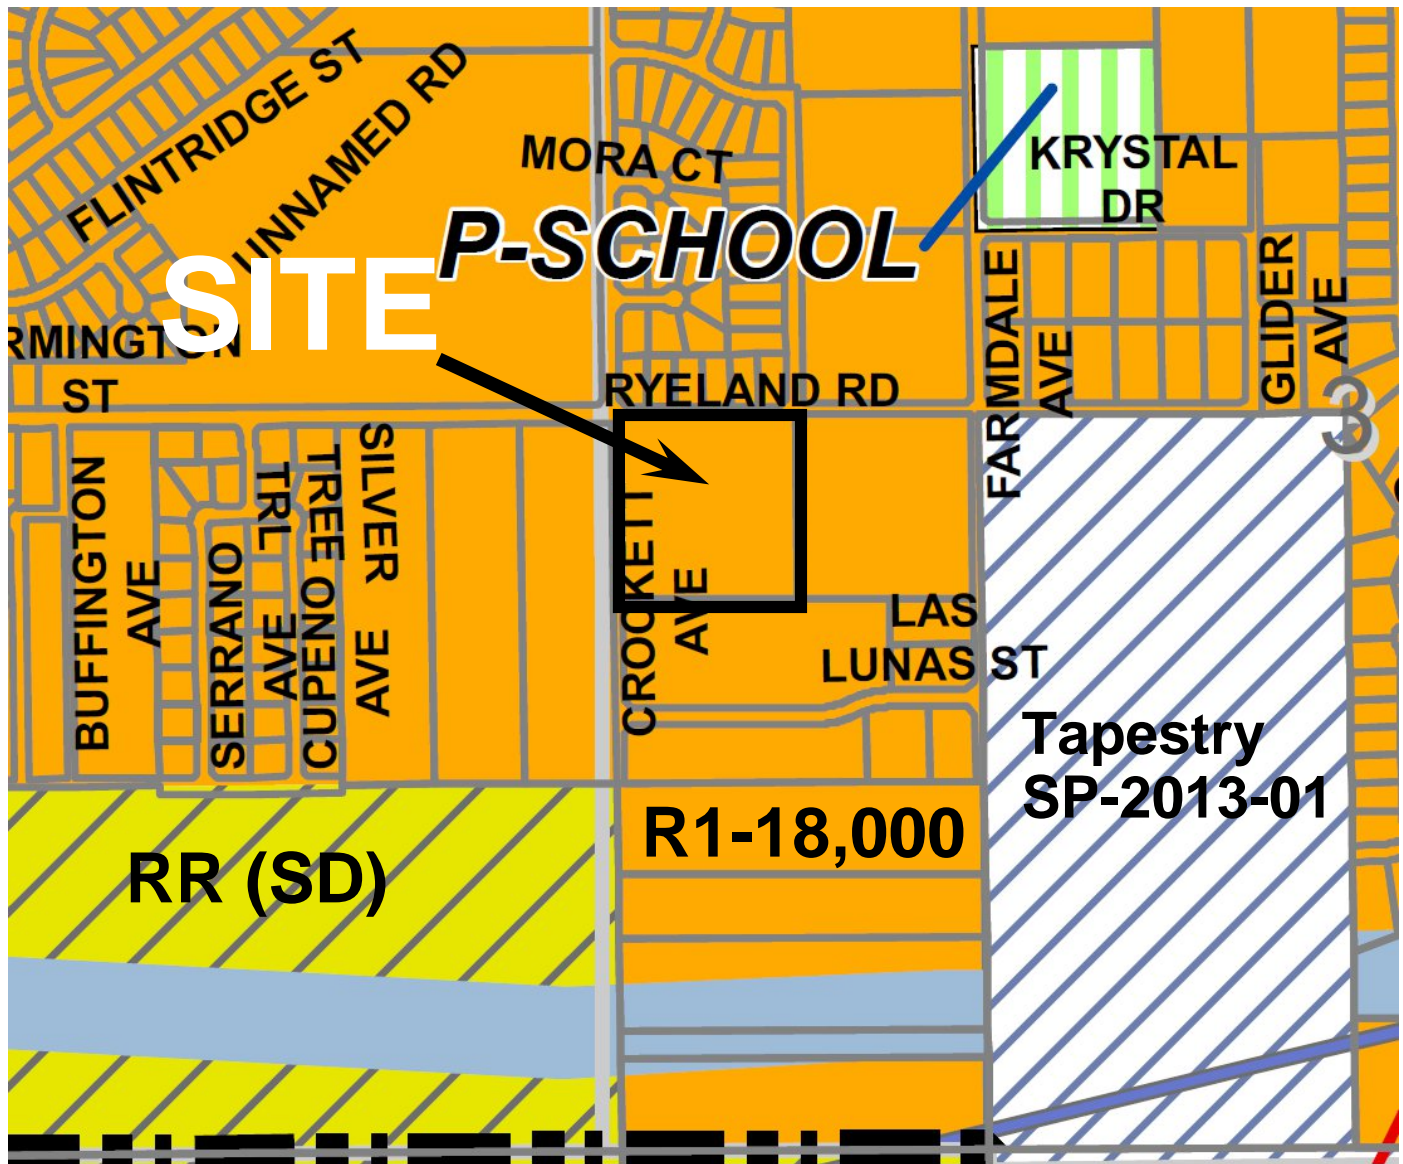 FLINTRIDGE ST
UNNAMED RD
MORA CT
KRYSTAL
DR
P-SCHOOL
SITE
RMINGTON
ST
RYELAND RD
FARMDALE
AVE
GLIDER
AVE
3
BUFFINGTON
AVE
SERRANO
AVE
TRL
TREE
CUPENO
SILVER
AVE
CROCKETT
AVE
LAS
LUNAS ST
Tapestry
SP-2013-01
R1-18,000
RR (SD)